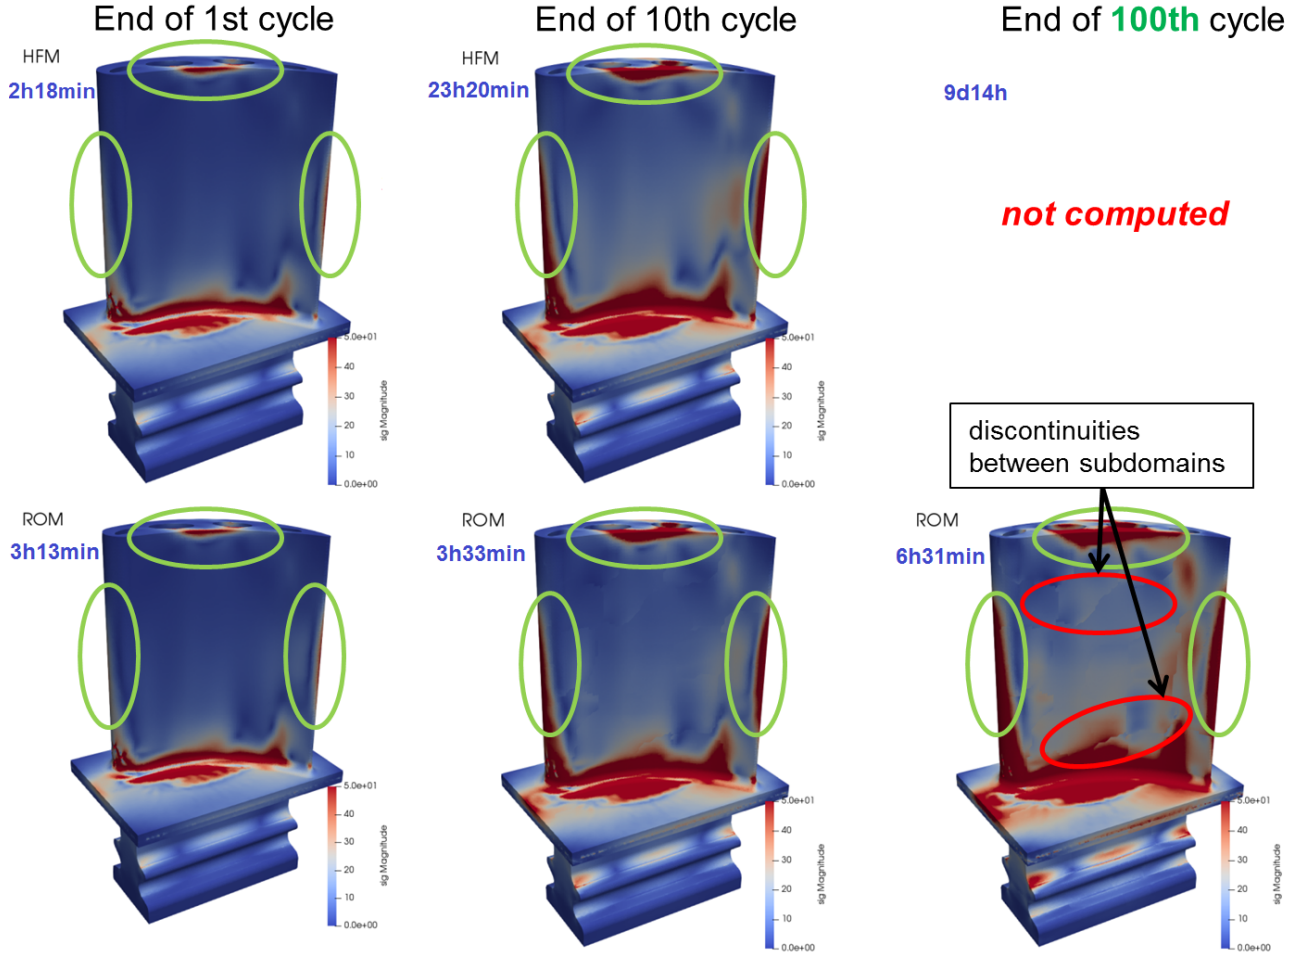 End of 1st cycle
End of 10th cycle
End of 100th cycle
HFM
2h18min
HFM
23h20min
9d14h
not computed
5.0e+01
40
30
20
10
0.0e+00
sig Magnitude
5.0e+01
40
30
20
10
0.0e+00
sig Magnitude
discontinuities
between subdomains
ROM
3h13min
ROM
3h33min
ROM
6h31min
5.0e+01
40
30
20
10
0.0e+00
sig Magnitude
5.0e+01
40
30
20
10
0.0e+00
sig Magnitude
5.0e+01
40
30
20
10
0.0e+00
sig Magnitude